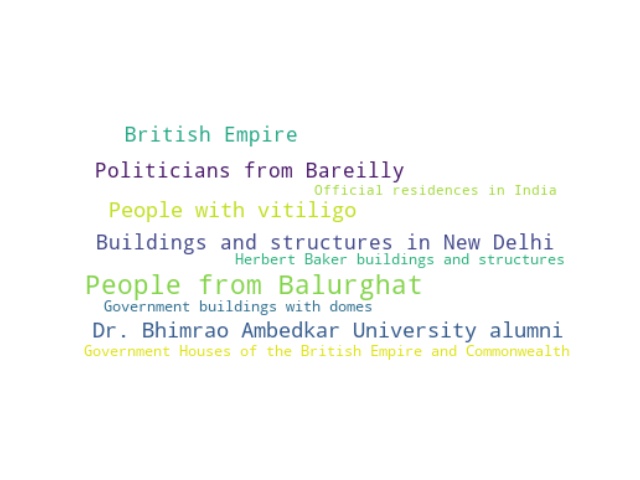 British Empire
Politicians from Bareilly
Official residences in India
People with vitiligo
Buildings and structures in New Delhi
Herbert Baker buildings and structures
People from Balurghat
Government buildings with domes
Dr. Bhimrao Ambedkar University alumni
Government Houses of the British Empire and Commonwealth